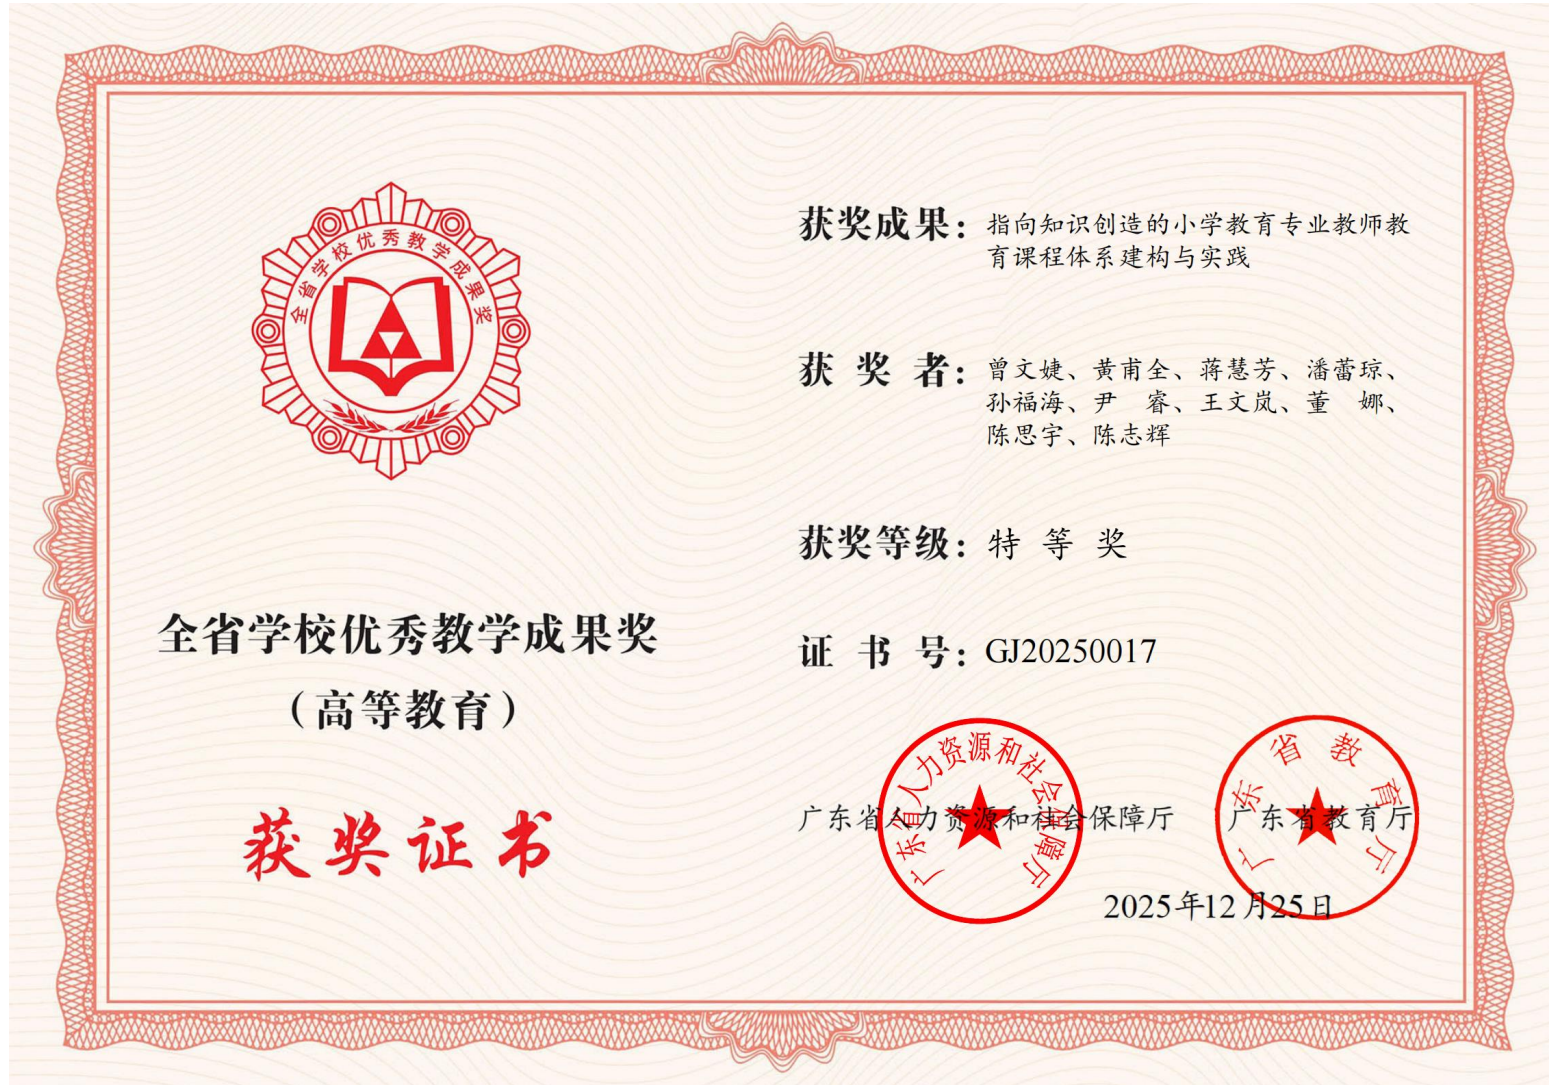 全省学校优秀教学成果奖
全省学校优秀教学成果奖
（高等教育）
获奖证书
获奖成果：指向知识创造的小学教育专业教师教
育课程体系建构与实践
获 奖 者：曾文婕、黄甫全、蒋慧芳、潘蕾琼、
孙福海、尹　睿、王文岚、董　娜、
陈思宇、陈志辉
获奖等级：特 等 奖
证 书 号：GJ20250017
广东省人力资源和社会保障厅
广东省教育厅
广东省人力资源和社会保障厅 广东省教育厅
2025年12月25日